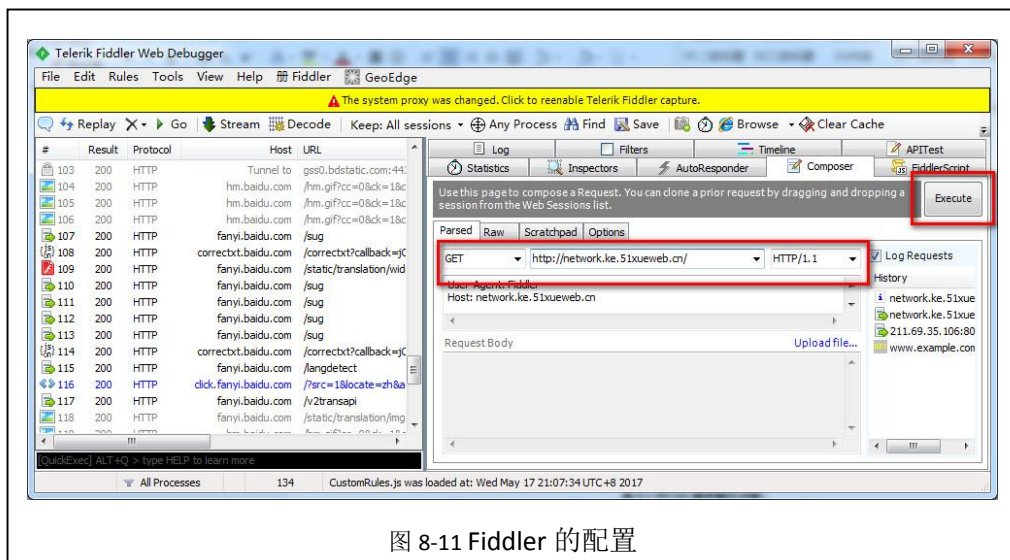 Telerik Fiddler Web Debugger
File Edit Rules Tools View Help 册 Fiddler GeoEdge
The system proxy was changed. Click to reenable Telerik Fiddler capture.
Replay Go Stream Decode Keep: All sessions Any Process Find Save Browse Clear Cache
# Result Protocol Host URL
103 200 HTTP Tunnel to gss0.bdstatic.com:443
104 200 HTTP hm.baidu.com /hm.gif?cc=0&ck=1&c
105 200 HTTP hm.baidu.com /hm.gif?cc=0&ck=1&c
106 200 HTTP hm.baidu.com /hm.gif?cc=0&ck=1&c
107 200 HTTP fanyi.baidu.com /sug
108 200 HTTP correctxt.baidu.com /correctxt?callback=jQ
109 200 HTTP fanyi.baidu.com /static/translation/wid
110 200 HTTP fanyi.baidu.com /sug
111 200 HTTP fanyi.baidu.com /sug
112 200 HTTP fanyi.baidu.com /sug
113 200 HTTP fanyi.baidu.com /sug
114 200 HTTP correctxt.baidu.com /correctxt?callback=jQ
115 200 HTTP fanyi.baidu.com /langdetect
116 200 HTTP click.fanyi.baidu.com /?src=1&locate=zh&a
117 200 HTTP fanyi.baidu.com /v2transapi
118 200 HTTP fanyi.baidu.com /static/translation/img
[QuickExec] ALT+Q > type HELP to learn more
Log Filters Timeline APITest
Statistics Inspectors AutoResponder Composer FiddlerScript
Use this page to compose a Request. You can clone a prior request by dragging and dropping a
session from the Web Sessions list.
Execute
Parsed Raw Scratchpad Options
GET http://network.ke.51xueweb.cn/ HTTP/1.1
Log Requests
User-Agent: Fiddler
Host: network.ke.51xueweb.cn
History
network.ke.51xue
network.ke.51xue
211.69.35.106:80
www.example.con
Request Body Upload file...
All Processes 134 CustomRules.js was loaded at: Wed May 17 21:07:34 UTC+8 2017
图 8-11 Fiddler 的配置